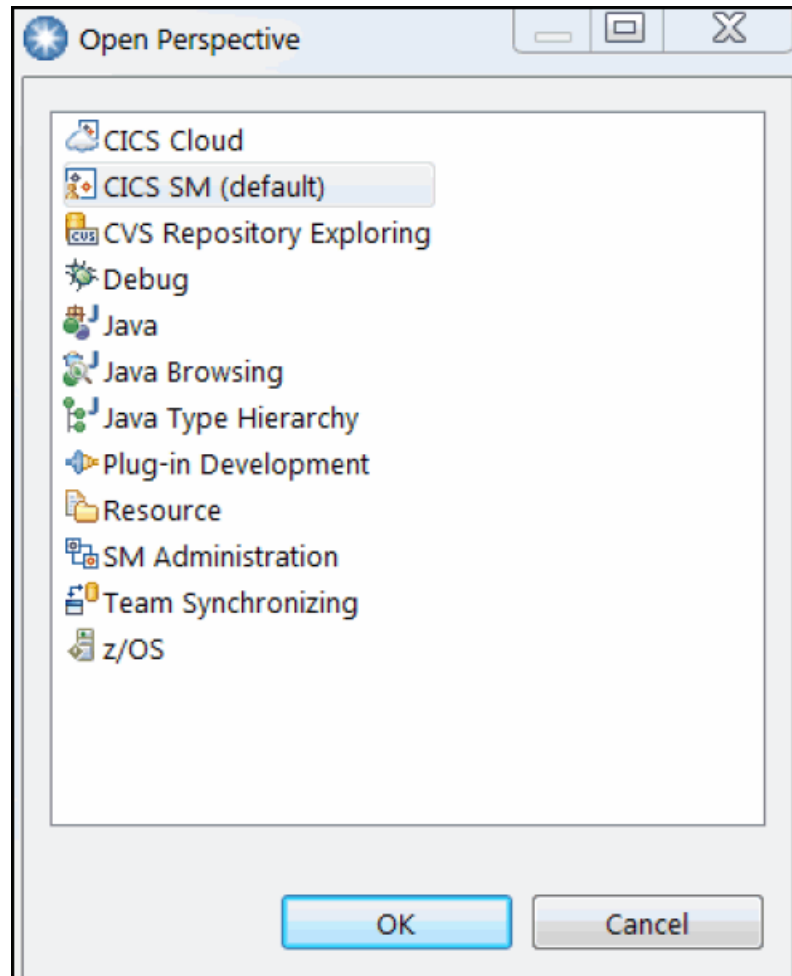 Open Perspective
CICS Cloud
CICS SM (default)
CVS Repository Exploring
Debug
Java
Java Browsing
Java Type Hierarchy
Plug-in Development
Resource
SM Administration
Team Synchronizing
z/OS
OK Cancel